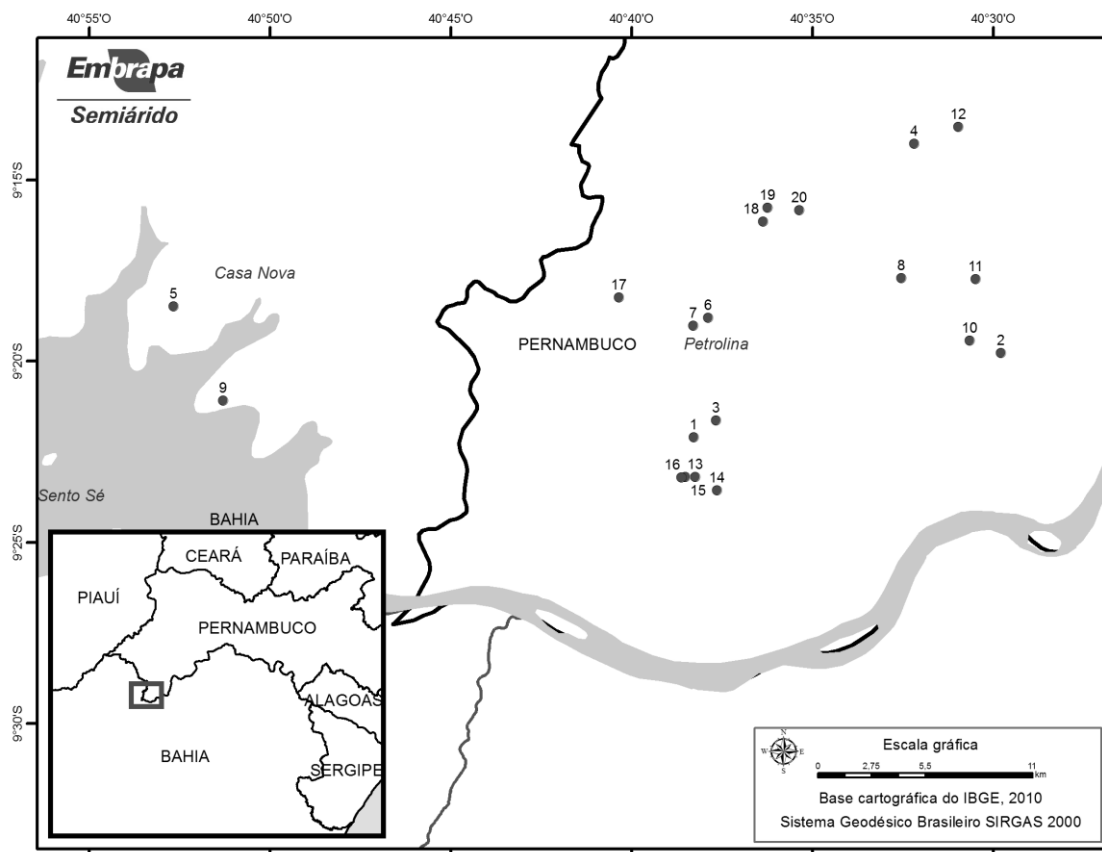 40°55'O 40°50'O 40°45'O 40°40'O 40°35'O 40°30'O
Embrapa
Semiárido
12
4
9°15'S
19
20
18
Casa Nova
8
11
5
17
6
7
PERNAMBUCO
Petrolina
10
2
9°20'S
9
3
1
16 13
14
15
Sento Sé
BAHIA
9°25'S
CEARÁ
PARAÍBA
PIAUÍ
PERNAMBUCO
ALAGOAS
9°30'S
BAHIA
SERGIPE
N
W E
S
Escala gráfica
0 2,75 5,5 11
km
Base cartográfica do IBGE, 2010
Sistema Geodésico Brasileiro SIRGAS 2000